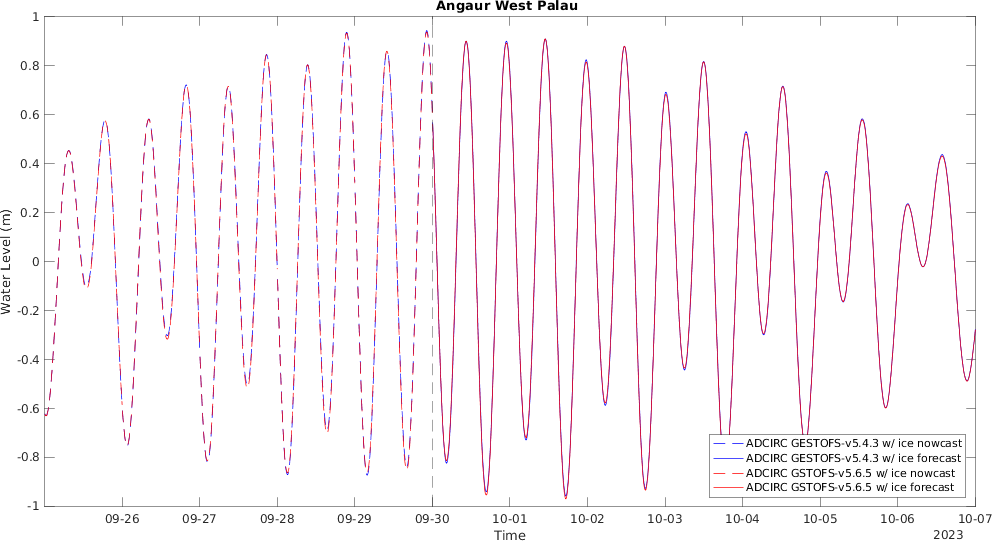 Angaur West Palau
1
0.8
0.6
0.4
0.2
0
-0.2
-0.4
-0.6
-0.8
-1
Water Level (m)
09-26 09-27 09-28 09-29 09-30 10-01 10-02 10-03 10-04 10-05 10-06 10-07
Time
2023
ADCIRC GESTOFS-v5.4.3 w/ ice nowcast
ADCIRC GESTOFS-v5.4.3 w/ ice forecast
ADCIRC GSTOFS-v5.6.5 w/ ice nowcast
ADCIRC GSTOFS-v5.6.5 w/ ice forecast